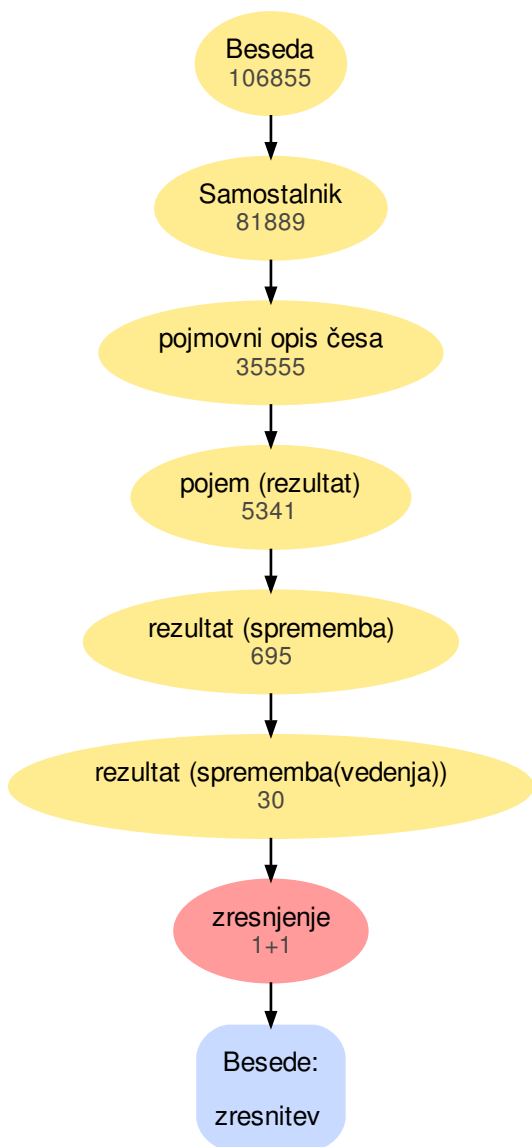 Beseda
106855
Samostalnik
81889
pojmovni opis česa
35555
pojem (rezultat)
5341
rezultat (sprememba)
695
rezultat (sprememba(vedenja))
30
zresnjenje
1+1
Besede:
zresnitev